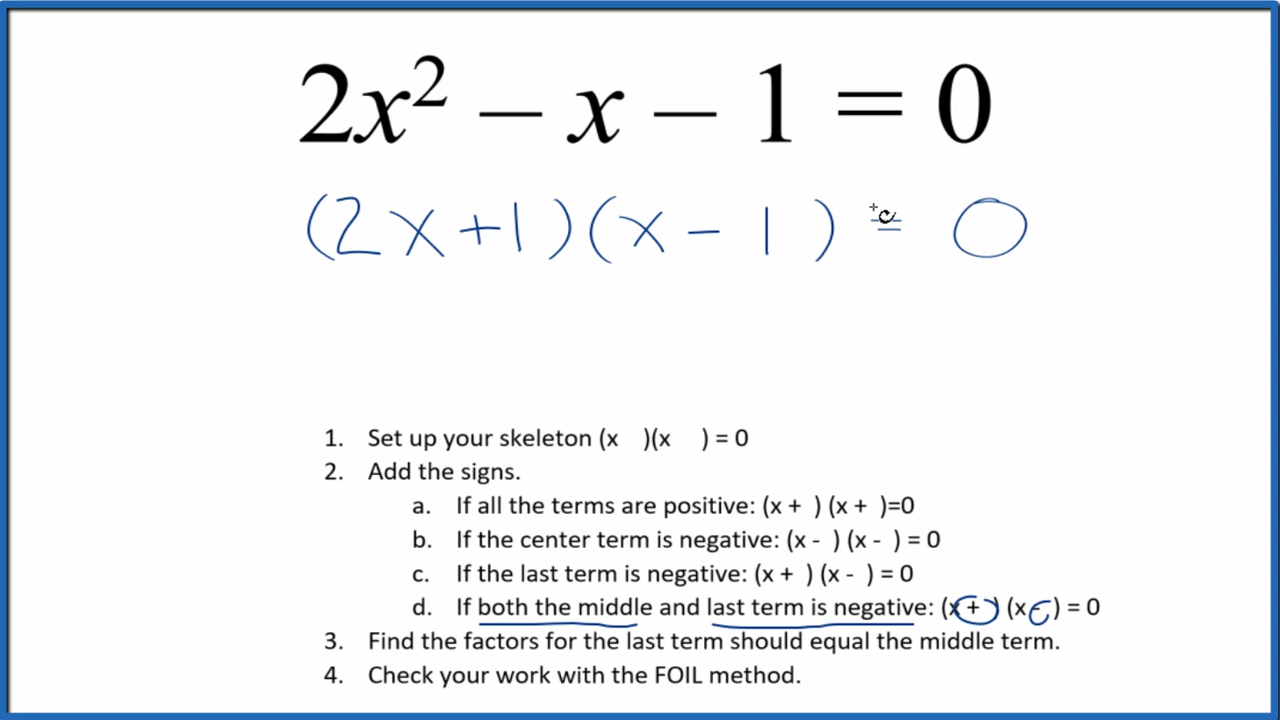 2x² − x − 1 = 0
(2x+1)(x - 1) = 0
1. Set up your skeleton (x )(x ) = 0
2. Add the signs.
a. If all the terms are positive: (x + ) (x + )=0
b. If the center term is negative: (x - ) (x - ) = 0
c. If the last term is negative: (x + ) (x - ) = 0
d. If both the middle and last term is negative: (x + ) (x - ) = 0
3. Find the factors for the last term should equal the middle term.
4. Check your work with the FOIL method.